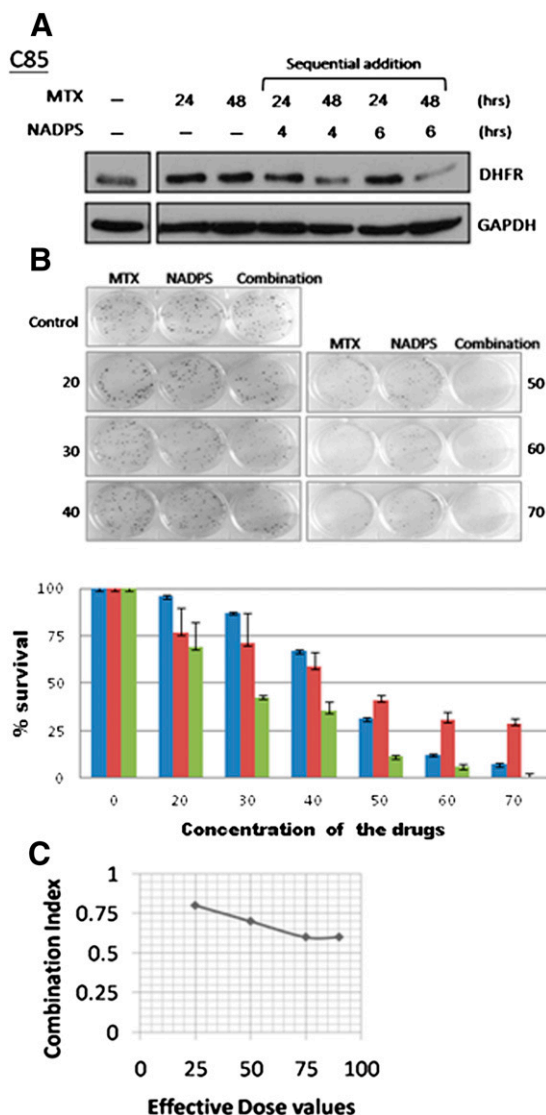 A
C85
Sequential addition
MTX – 24 48 24 48 24 48 (hrs)
NADPS – – – 4 4 6 6 (hrs)
DHFR
GAPDH
B
MTX NADPS Combination
Control
MTX NADPS Combination
20
50
30
60
40
70
100
75
50
25
0
% survival
0 20 30 40 50 60 70
Concentration of the drugs
C
1
0.75
0.5
0.25
0
Combination Index
0 25 50 75 100
Effective Dose values